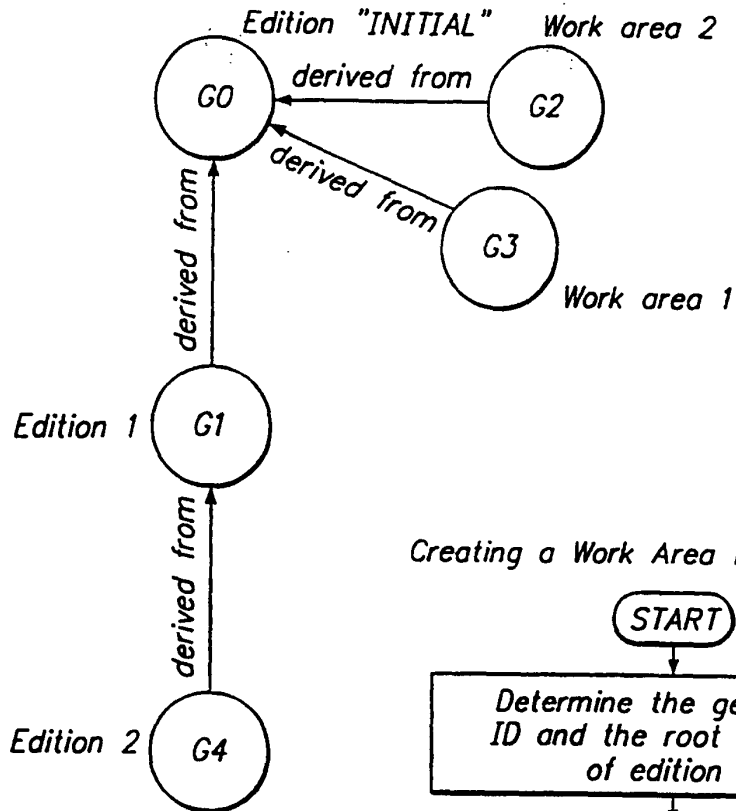 Edition "INITIAL"
Work area 2
G0
derived from
G2
derived from
G3
Work area 1
derived from
Edition 1
G1
derived from
Edition 2
G4
Creating a Work Area
START
Determine the
ID and the root
of edition